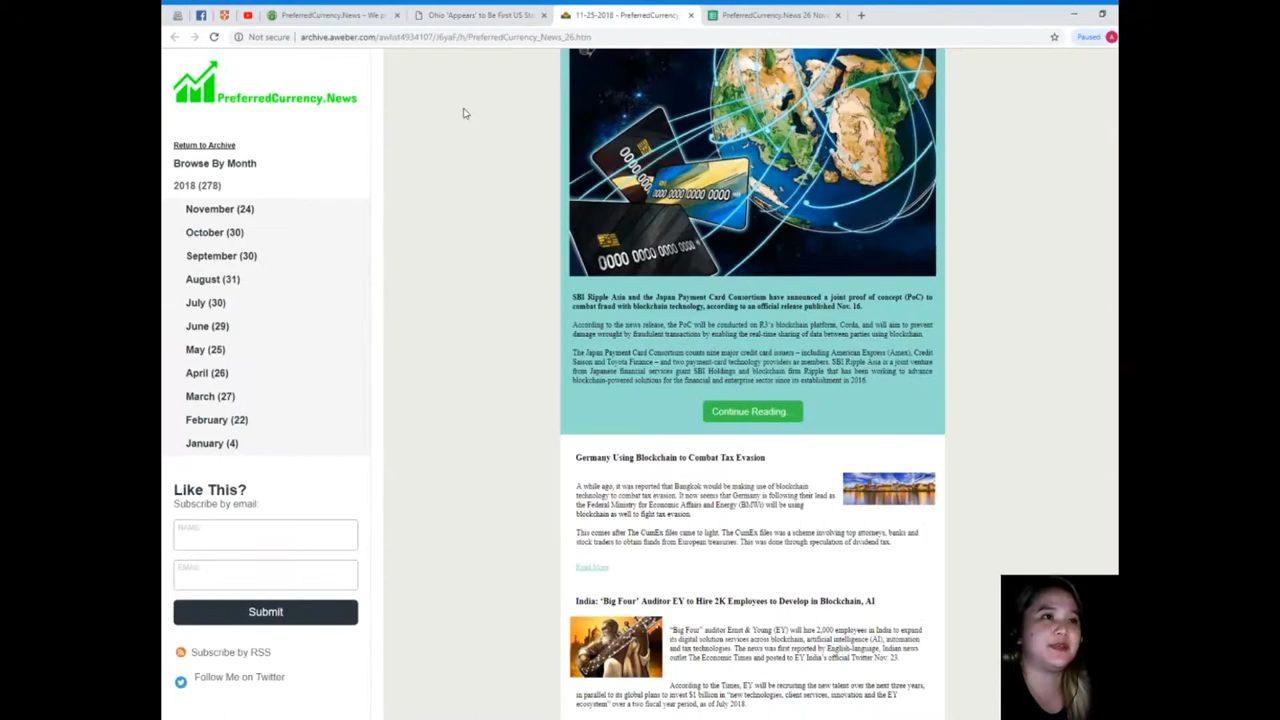 PreferredCurrency.News – We p
Ohio 'Appears' to Be First US St
11-25-2018 - PreferredCurrency
PreferredCurrency.News 26 Nov
Not secure | archive.aweber.com/awlist4934107/J6yaF/h/PreferredCurrency_News_26.htm
Paused
A
PreferredCurrency.News
Return to Archive
Browse By Month
2018 (278)
November (24)
October (30)
September (30)
August (31)
July (30)
June (29)
May (25)
April (26)
March (27)
February (22)
January (4)
Like This?
Subscribe by email:
NAME:
EMAIL:
Submit
Subscribe by RSS
Follow Me on Twitter
0000 0000 0000 0000
0000 0000 0000 0000
SBI Ripple Asia and the Japan Payment Card Consortium have announced a joint proof of concept (PoC) to
combat fraud with blockchain technology, according to an official release published Nov. 16.
According to the news release, the PoC will be conducted on R3's blockchain platform, Corda, and will aim to prevent
damage wrought by fraudulent transactions by enabling the real-time sharing of data between parties using blockchain.
The Japan Payment Card Consortium counts nine major credit card issuers – including American Express (Amex), Credit
Saison and Toyota Finance – and two payment-card technology providers as members. SBI Ripple Asia is a joint venture
from Japanese financial services giant SBI Holdings and blockchain firm Ripple that has been working to advance
blockchain-powered solutions for the financial and enterprise sector since its establishment in 2016.
Continue Reading...
Germany Using Blockchain to Combat Tax Evasion
A while ago, it was reported that Bangkok would be making use of blockchain
technology to combat tax evasion. It now seems that Germany is following their lead as
the Federal Ministry for Economic Affairs and Energy (BMWi) will be using
blockchain as well to fight tax evasion.
This comes after The CumEx files came to light. The CumEx files was a scheme involving top attorneys, banks and
stock traders to obtain funds from European treasuries. This was done through speculation of dividend tax.
Read More
India: 'Big Four' Auditor EY to Hire 2K Employees to Develop in Blockchain, AI
"Big Four" auditor Ernst & Young (EY) will hire 2,000 employees in India to expand
its digital solution services across blockchain, artificial intelligence (AI), automation
and tax technologies. The news was first reported by English-language, Indian news
outlet The Economic Times and posted to EY India's official Twitter Nov. 23.
According to the Times, EY will be recruiting the new talent over the next three years,
in parallel to its global plans to invest $1 billion in "new technologies, client services, innovation and the EY
ecosystem" over a two fiscal year period, as of July 2018.